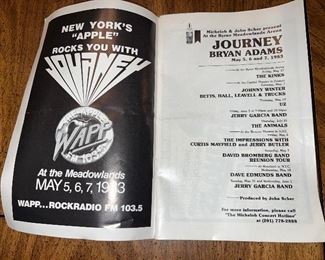 NEW YORK'S
"APPLE"
ROCKS YOU WITH
JOURNEY
WAPP
FM 103.5
At the Meadowlands
MAY 5, 6, 7, 1983
WAPP...ROCKRADIO FM 103.5
Michelob & John Scher present
At the Byrne Meadowlands Arena
JOURNEY
BRYAN ADAMS
May 5, 6 and 7, 1983
THE KINKS
JOHNNY WINTER
BETTS, HALL, LEAVELL & TRUCKS
U2
JERRY GARCIA BAND
THE ANIMALS
THE IMPRESSIONS WITH
CURTIS MAYFIELD and JERRY BUTLER
DAVID BROMBERG BAND
REUNION TOUR
DAVE EDMUNDS BAND
JERRY GARCIA BAND
Produced by John Scher
For more information, please call
"The Michelob Concert Hotline"
at (201) 778-2888